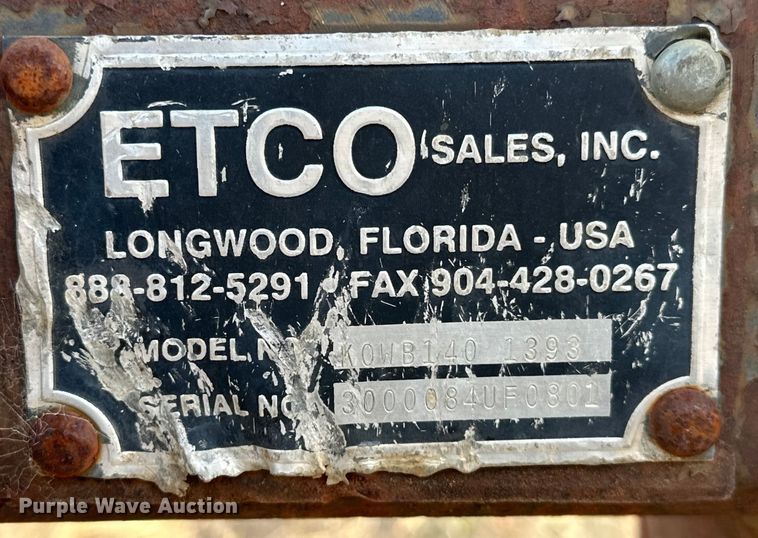 ETCO SALES, INC.
LONGWOOD, FLORIDA - USA
888-812-5291 • FAX 904-428-0267
MODEL NO. KOWB140 1393
SERIAL NO. 3000084UF0801
Purple Wave Auction